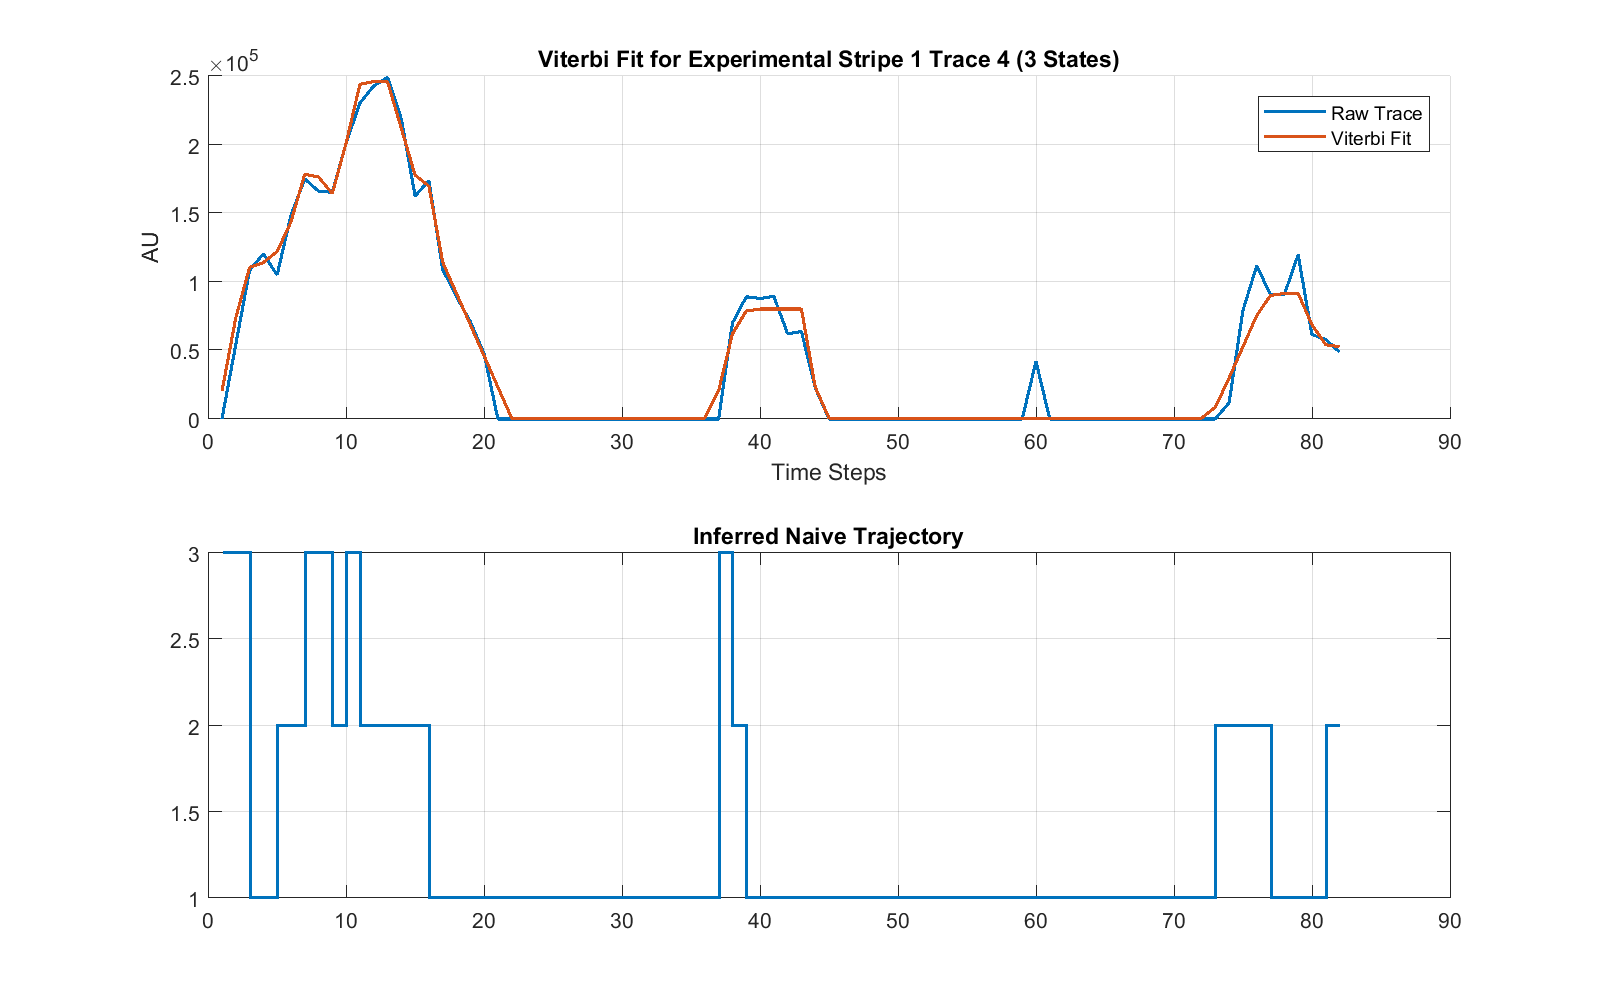 Viterbi Fit for Experimental Stripe 1 Trace 4 (3 States)
×10^5
2.5
2
1.5
1
0.5
0
AU
Raw Trace
Viterbi Fit
0 10 20 30 40 50 60 70 80 90
Time Steps
Inferred Naive Trajectory
3
2.5
2
1.5
1
0 10 20 30 40 50 60 70 80 90